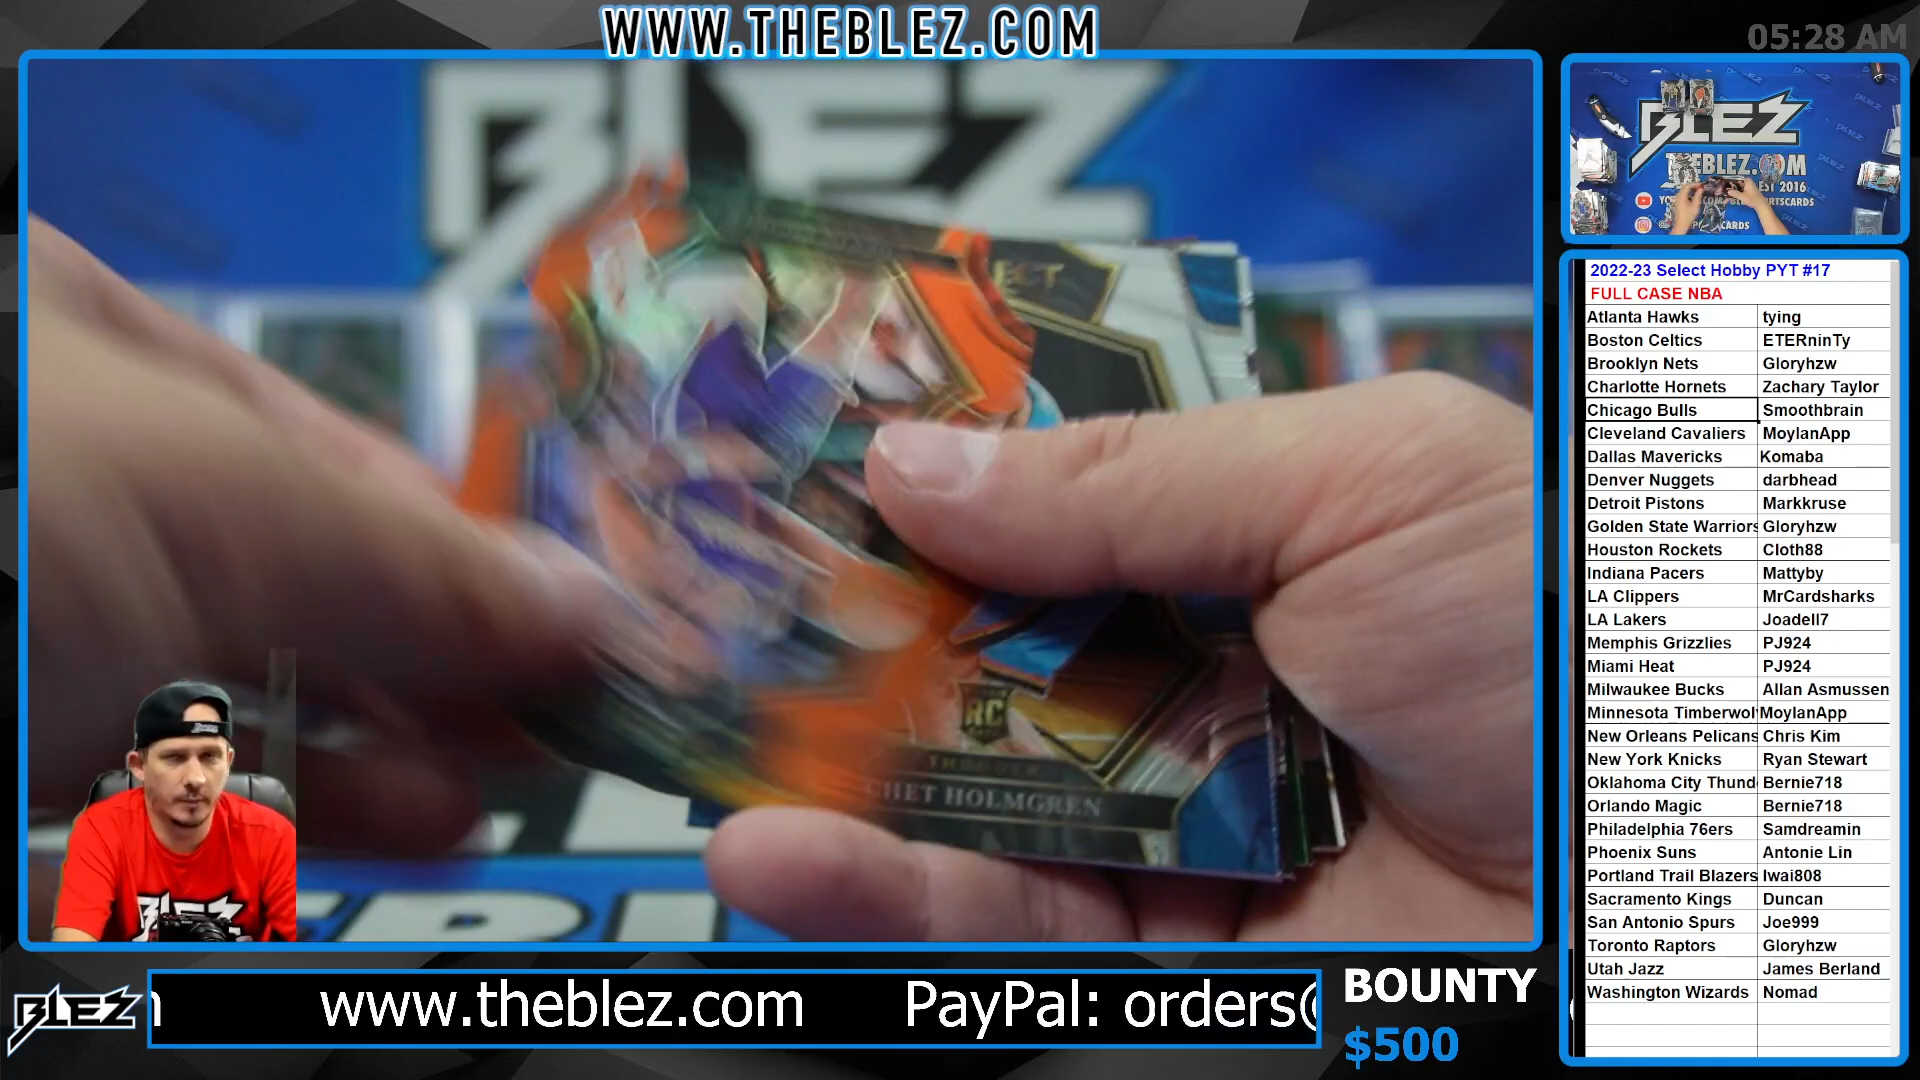 WWW.THEBLEZ.COM
05:28 AM
BLEZ
BLEZ
THEBLEZ.COM
EST 2016
RC
CHET HOLMGREN
2022-23 Select Hobby PYT #17
FULL CASE NBA
Atlanta Hawks tying
Boston Celtics ETERninTy
Brooklyn Nets Gloryhzw
Charlotte Hornets Zachary Taylor
Chicago Bulls Smoothbrain
Cleveland Cavaliers MoylanApp
Dallas Mavericks Komaba
Denver Nuggets darbhead
Detroit Pistons Markkruse
Golden State Warriors Gloryhzw
Houston Rockets Cloth88
Indiana Pacers Mattyby
LA Clippers MrCardsharks
LA Lakers Joadell7
Memphis Grizzlies PJ924
Miami Heat PJ924
Milwaukee Bucks Allan Asmussen
Minnesota Timberwol MoylanApp
New Orleans Pelicans Chris Kim
New York Knicks Ryan Stewart
Oklahoma City Thund Bernie718
Orlando Magic Bernie718
Philadelphia 76ers Samdreamin
Phoenix Suns Antonie Lin
Portland Trail Blazers Iwai808
Sacramento Kings Duncan
San Antonio Spurs Joe999
Toronto Raptors Gloryhzw
Utah Jazz James Berland
Washington Wizards Nomad
BLEZ
www.theblez.com PayPal: orders@
BOUNTY
$500